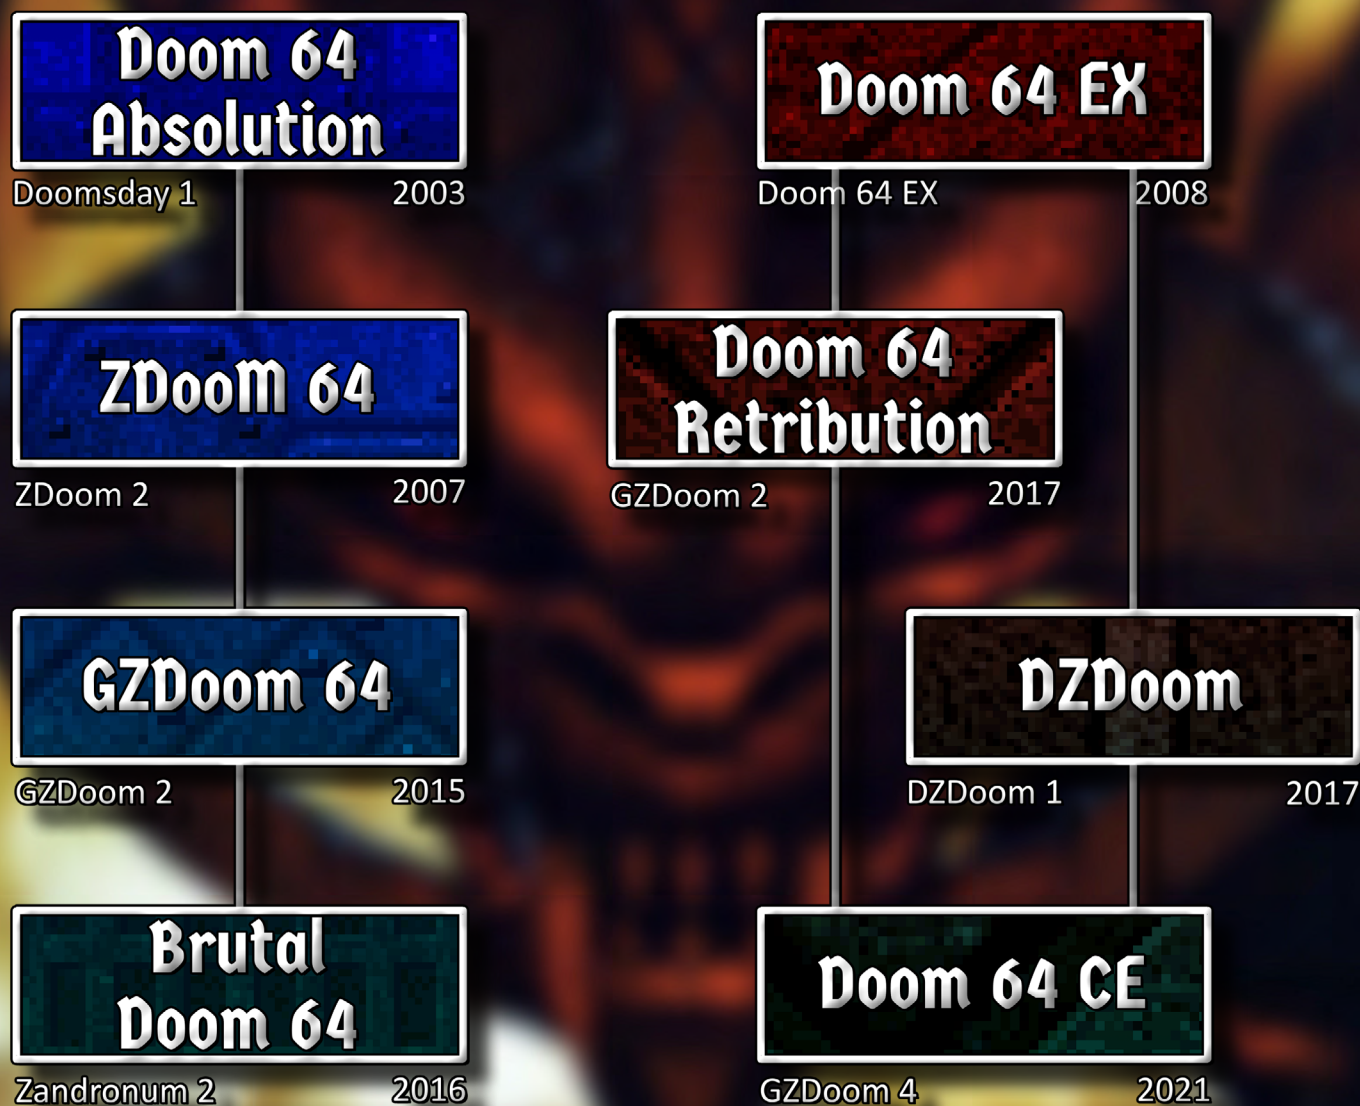 Doom 64
Absolution
Doomsday 1 2003
Doom 64 EX
Doom 64 EX 2008
ZDooM 64
ZDoom 2 2007
Doom 64
Retribution
GZDoom 2 2017
GZDoom 64
GZDoom 2 2015
DZDoom
DZDoom 1 2017
Brutal
Doom 64
Zandronum 2 2016
Doom 64 CE
GZDoom 4 2021